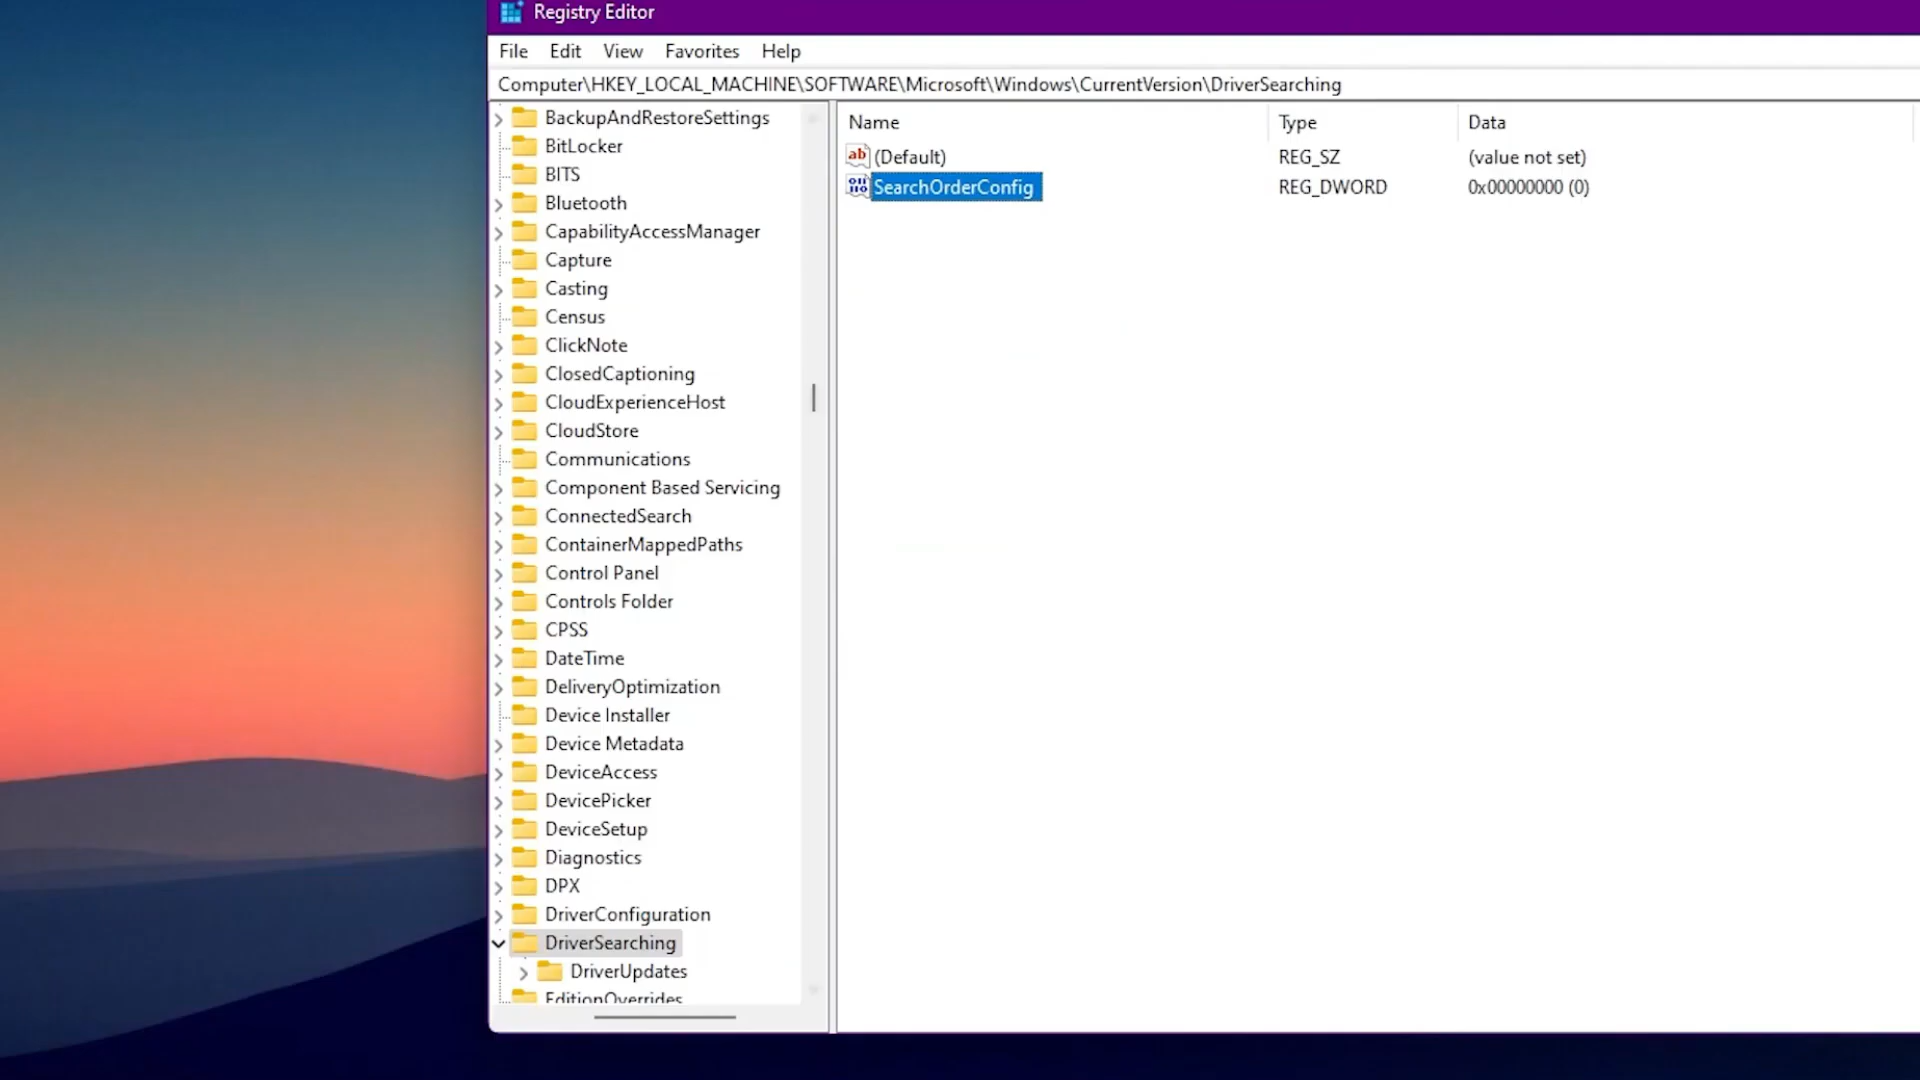 Registry Editor
File Edit View Favorites Help
Computer\HKEY_LOCAL_MACHINE\SOFTWARE\Microsoft\Windows\CurrentVersion\DriverSearching
BackupAndRestoreSettings
BitLocker
BITS
Bluetooth
CapabilityAccessManager
Capture
Casting
Census
ClickNote
ClosedCaptioning
CloudExperienceHost
CloudStore
Communications
Component Based Servicing
ConnectedSearch
ContainerMappedPaths
Control Panel
Controls Folder
CPSS
DateTime
DeliveryOptimization
Device Installer
Device Metadata
DeviceAccess
DevicePicker
DeviceSetup
Diagnostics
DPX
DriverConfiguration
DriverSearching
DriverUpdates
EditionOverrides
Name Type Data
(Default) REG_SZ (value not set)
SearchOrderConfig REG_DWORD 0x00000000 (0)